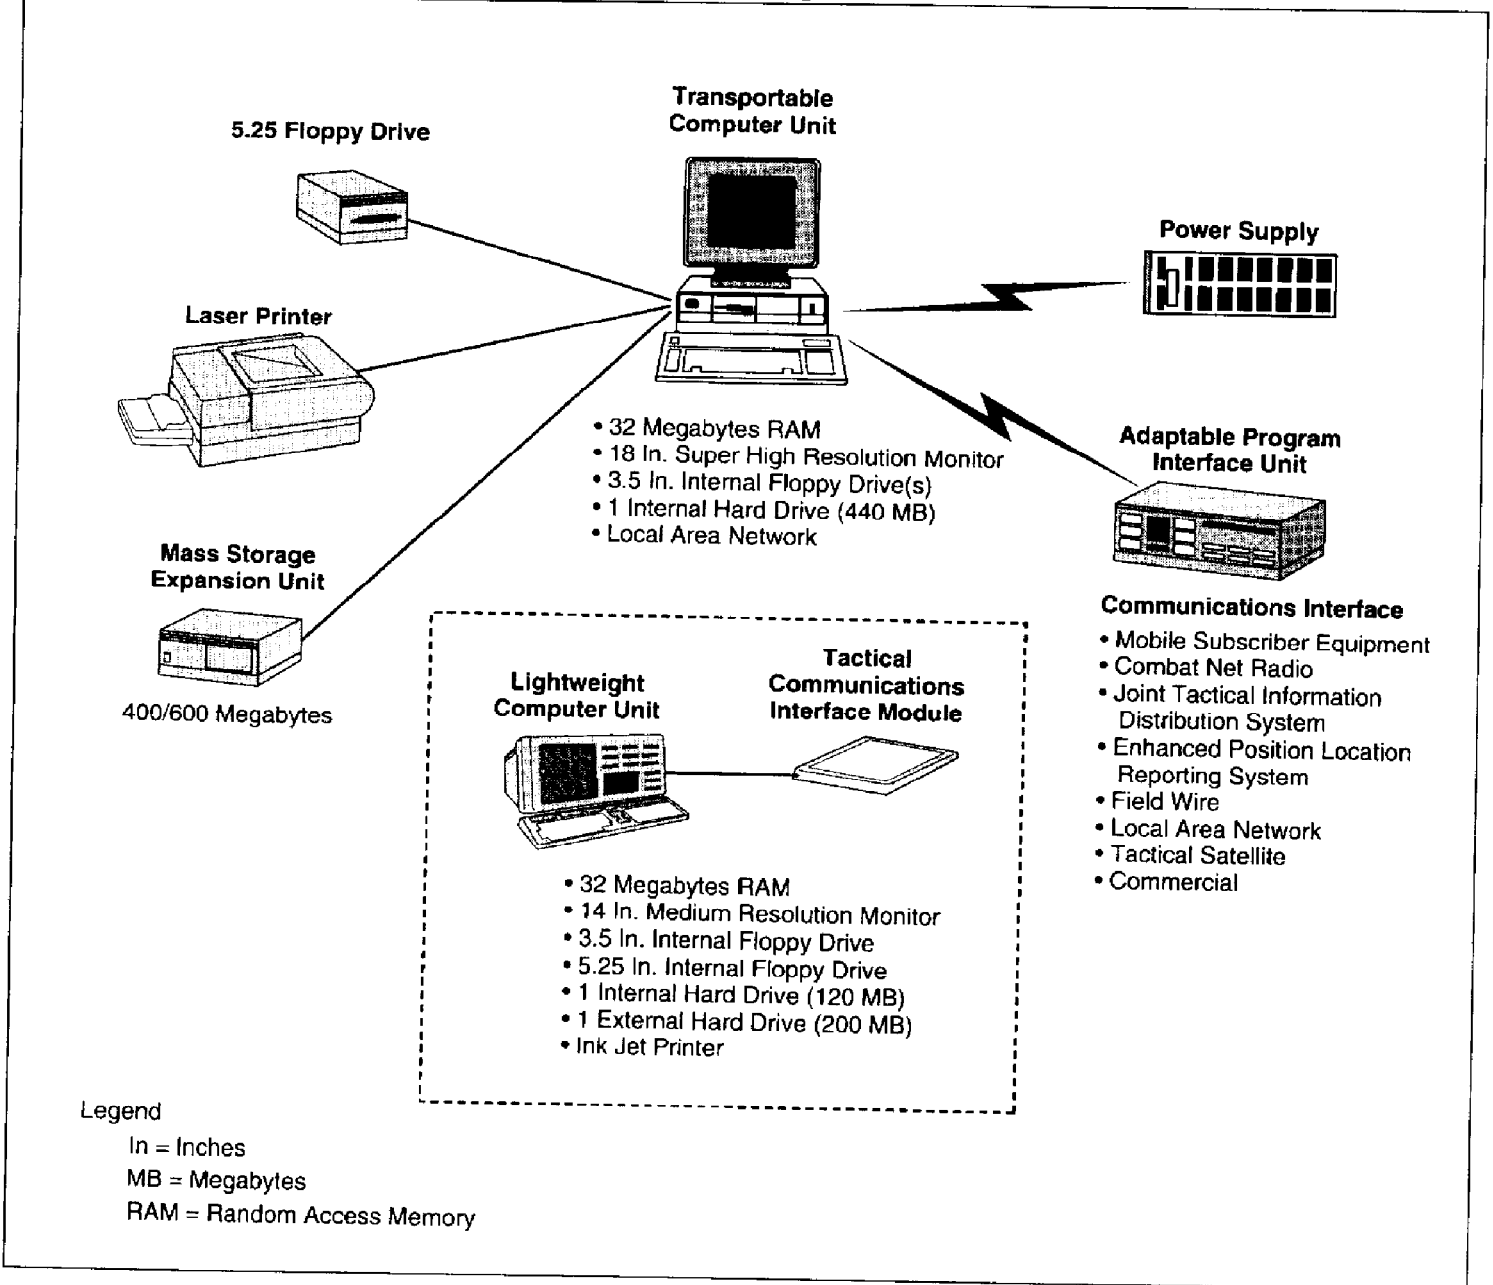 Transportable
Computer Unit
5.25 Floppy Drive
Power Supply
Laser Printer
• 32 Megabytes RAM
• 18 In. Super High Resolution Monitor
• 3.5 In. Internal Floppy Drive(s)
• 1 Internal Hard Drive (440 MB)
• Local Area Network
Adaptable Program
Interface Unit
Mass Storage
Expansion Unit
400/600 Megabytes
Communications Interface
• Mobile Subscriber Equipment
• Combat Net Radio
• Joint Tactical Information
Distribution System
• Enhanced Position Location
Reporting System
• Field Wire
• Local Area Network
• Tactical Satellite
• Commercial
Lightweight
Computer Unit
Tactical
Communications
Interface Module
• 32 Megabytes RAM
• 14 In. Medium Resolution Monitor
• 3.5 In. Internal Floppy Drive
• 5.25 In. Internal Floppy Drive
• 1 Internal Hard Drive (120 MB)
• 1 External Hard Drive (200 MB)
• Ink Jet Printer
Legend
In = Inches
MB = Megabytes
RAM = Random Access Memory